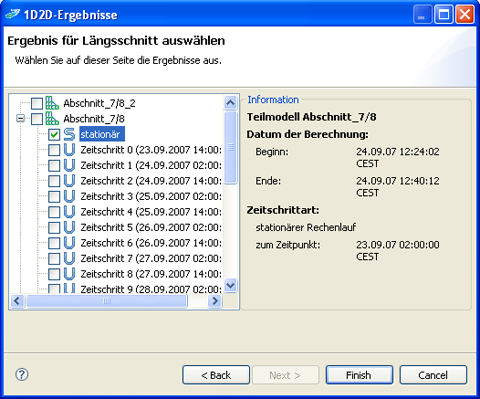 1D2D-Ergebnisse
Ergebnis für Längsschnitt auswählen
Wählen Sie auf dieser Seite die Ergebnisse aus.
Abschnitt_7/8_2
Abschnitt_7/8
stationär
Zeitschritt 0 (23.09.2007 14:00:
Zeitschritt 1 (24.09.2007 02:00:
Zeitschritt 2 (24.09.2007 14:00:
Zeitschritt 3 (25.09.2007 02:00:
Zeitschritt 4 (25.09.2007 14:00:
Zeitschritt 5 (26.09.2007 02:00:
Zeitschritt 6 (26.09.2007 14:00:
Zeitschritt 7 (27.09.2007 02:00:
Zeitschritt 8 (27.09.2007 14:00:
Zeitschritt 9 (28.09.2007 02:00:
Information
Teilmodell Abschnitt_7/8
Datum der Berechnung:
Beginn: 24.09.07 12:24:02
CEST
Ende: 24.09.07 12:40:12
CEST
Zeitschrittart:
stationärer Rechenlauf
zum Zeitpunkt: 23.09.07 02:00:00
CEST
?
< Back Next > Finish Cancel